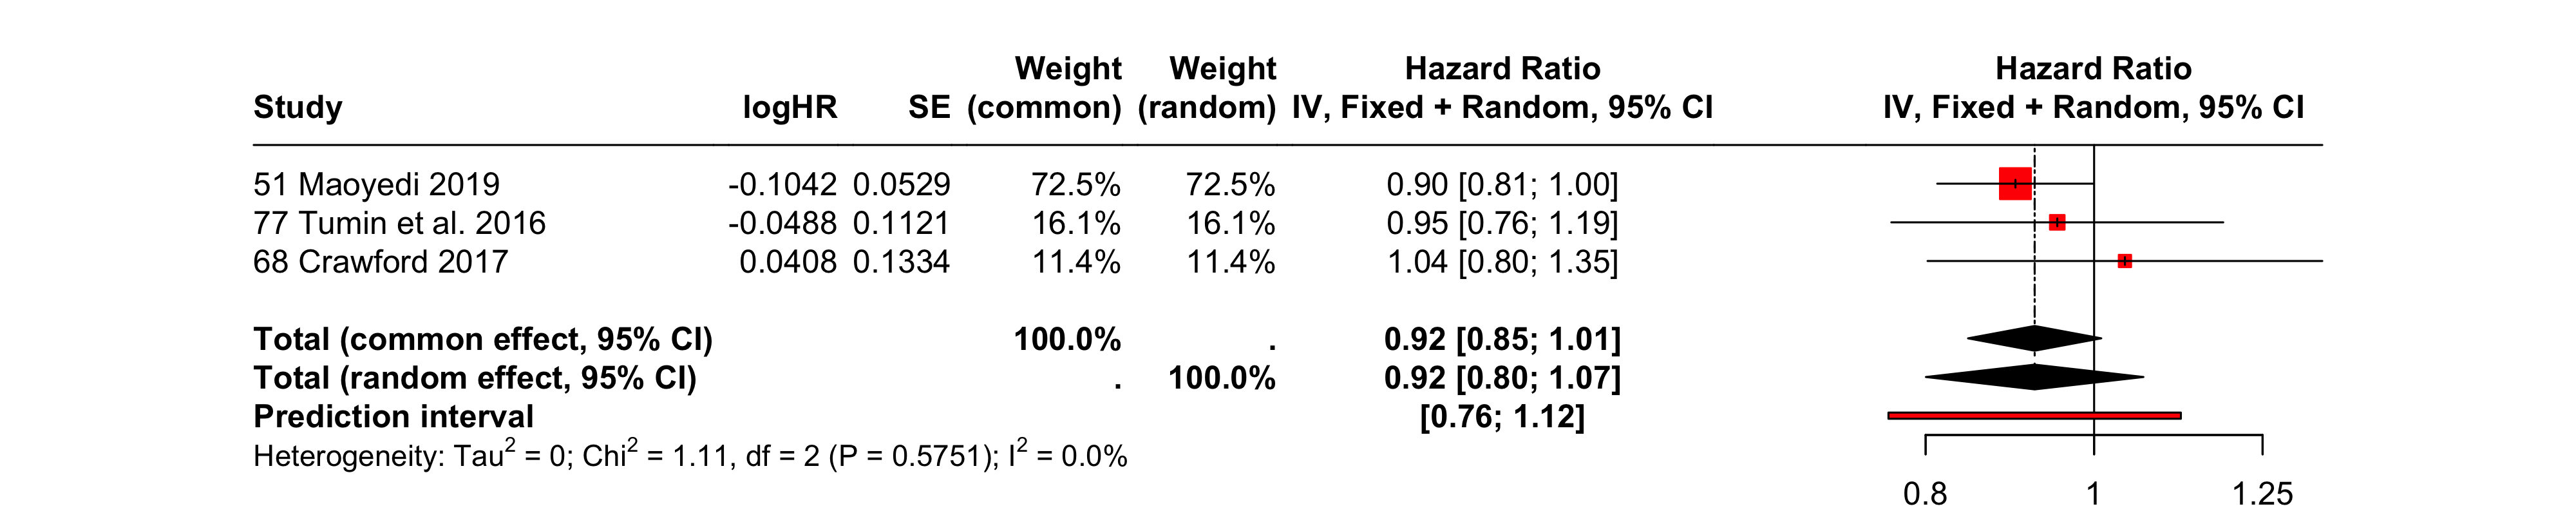 Weight Weight Hazard Ratio Hazard Ratio
Study logHR SE (common) (random) IV, Fixed + Random, 95% CI IV, Fixed + Random, 95% CI
51 Maoyedi 2019 -0.1042 0.0529 72.5% 72.5% 0.90 [0.81; 1.00]
77 Tumin et al. 2016 -0.0488 0.1121 16.1% 16.1% 0.95 [0.76; 1.19]
68 Crawford 2017 0.0408 0.1334 11.4% 11.4% 1.04 [0.80; 1.35]
Total (common effect, 95% CI) 100.0% . 0.92 [0.85; 1.01]
Total (random effect, 95% CI) . 100.0% 0.92 [0.80; 1.07]
Prediction interval [0.76; 1.12]
Heterogeneity: Tau² = 0; Chi² = 1.11, df = 2 (P = 0.5751); I² = 0.0%
0.8 1 1.25